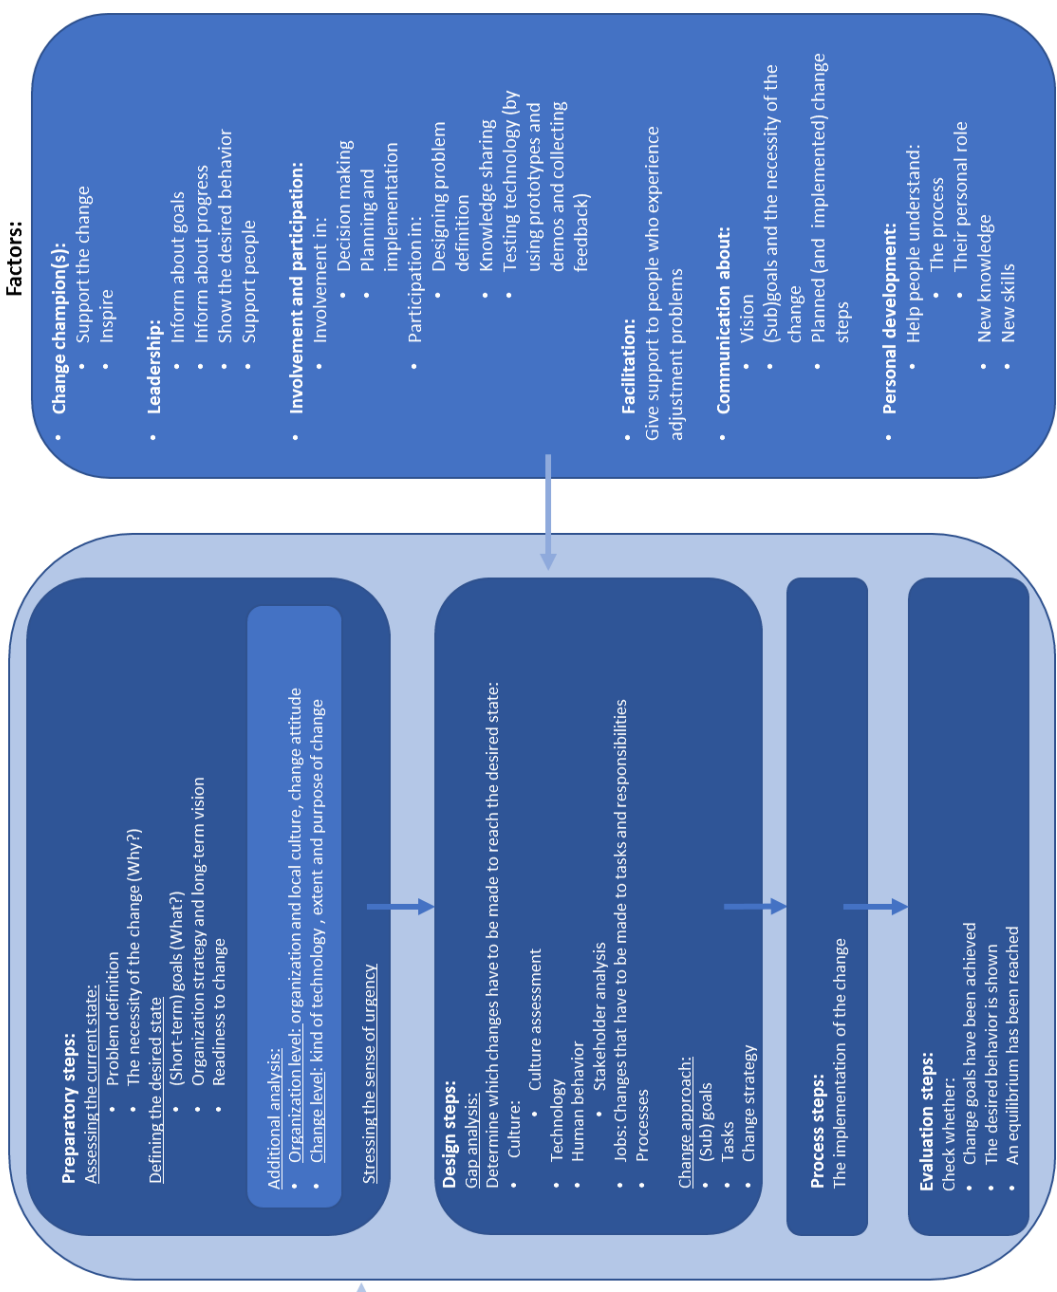 Preparatory steps:
Assessing the current state:
• Problem definition
• The necessity of the change (Why?)
Defining the desired state
• (Short-term) goals (What?)
• Organization strategy and long-term vision
• Readiness to change
Additional analysis:
• Organization level: organization and local culture, change attitude
• Change level: kind of technology , extent and purpose of change
Stressing the sense of urgency
Design steps:
Gap analysis:
Determine which changes have to be made to reach the desired state:
• Culture:
• Culture assessment
• Technology
• Human behavior
• Stakeholder analysis
• Jobs: Changes that have to be made to tasks and responsibilities
• Processes
Change approach:
• (Sub) goals
• Tasks
• Change strategy
Process steps:
The implementation of the change
Evaluation steps:
Check whether:
• Change goals have been achieved
• The desired behavior is shown
• An equilibrium has been reached
Factors:
• Change champion(s):
• Support the change
• Inspire
• Leadership:
• Inform about goals
• Inform about progress
• Show the desired behavior
• Support people
• Involvement and participation:
• Involvement in:
• Decision making
• Planning and
implementation
• Participation in:
• Designing problem
definition
• Knowledge sharing
• Testing technology (by
using prototypes and
demos and collecting
feedback)
• Facilitation:
Give support to people who experience
adjustment problems
• Communication about:
• Vision
• (Sub)goals and the necessity of the
change
• Planned (and implemented) change
steps
• Personal development:
• Help people understand:
• The process
• Their personal role
• New knowledge
• New skills